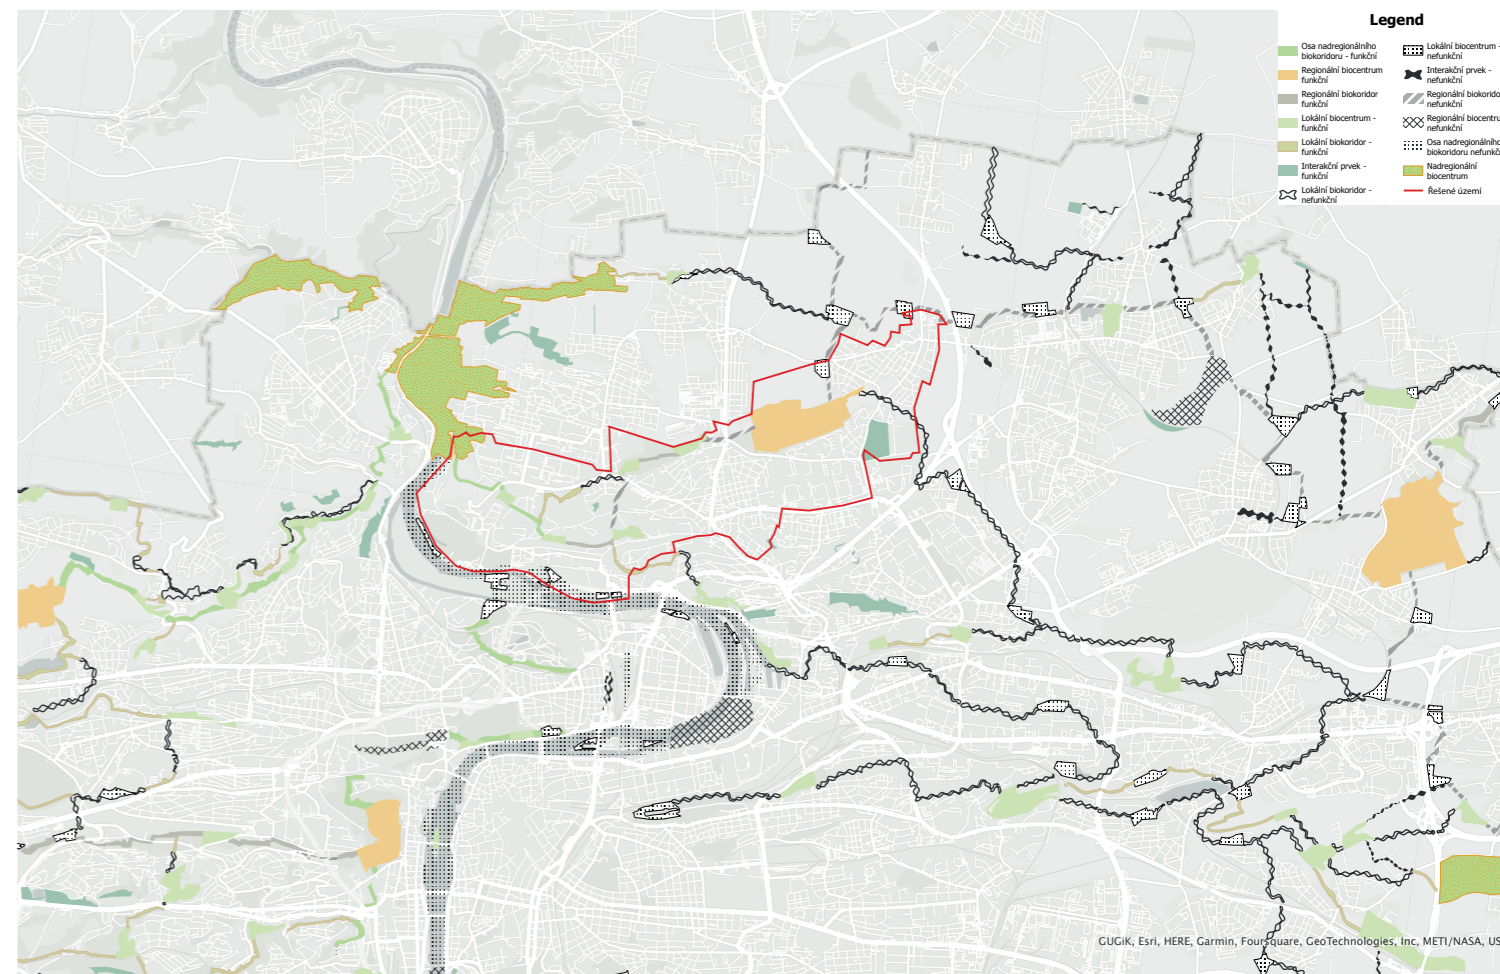 Legend
Osa nadregionálního
biokoridoru - funkční
Regionální biocentrum
funkční
Regionální biokoridor
funkční
Lokální biocentrum -
funkční
Lokální biokoridor -
funkční
Interakční prvek -
funkční
Lokální biokoridor -
nefunkční
Lokální biocentrum -
nefunkční
Interakční prvek -
nefunkční
Regionální biokorido
nefunkční
Regionální biocentru
nefunkční
Osa nadregionálního
biokoridoru nefunkčn
Nadregionální
biocentrum
Řešené území
GUGiK, Esri, HERE, Garmin, Foursquare, GeoTechnologies, Inc, METI/NASA, US